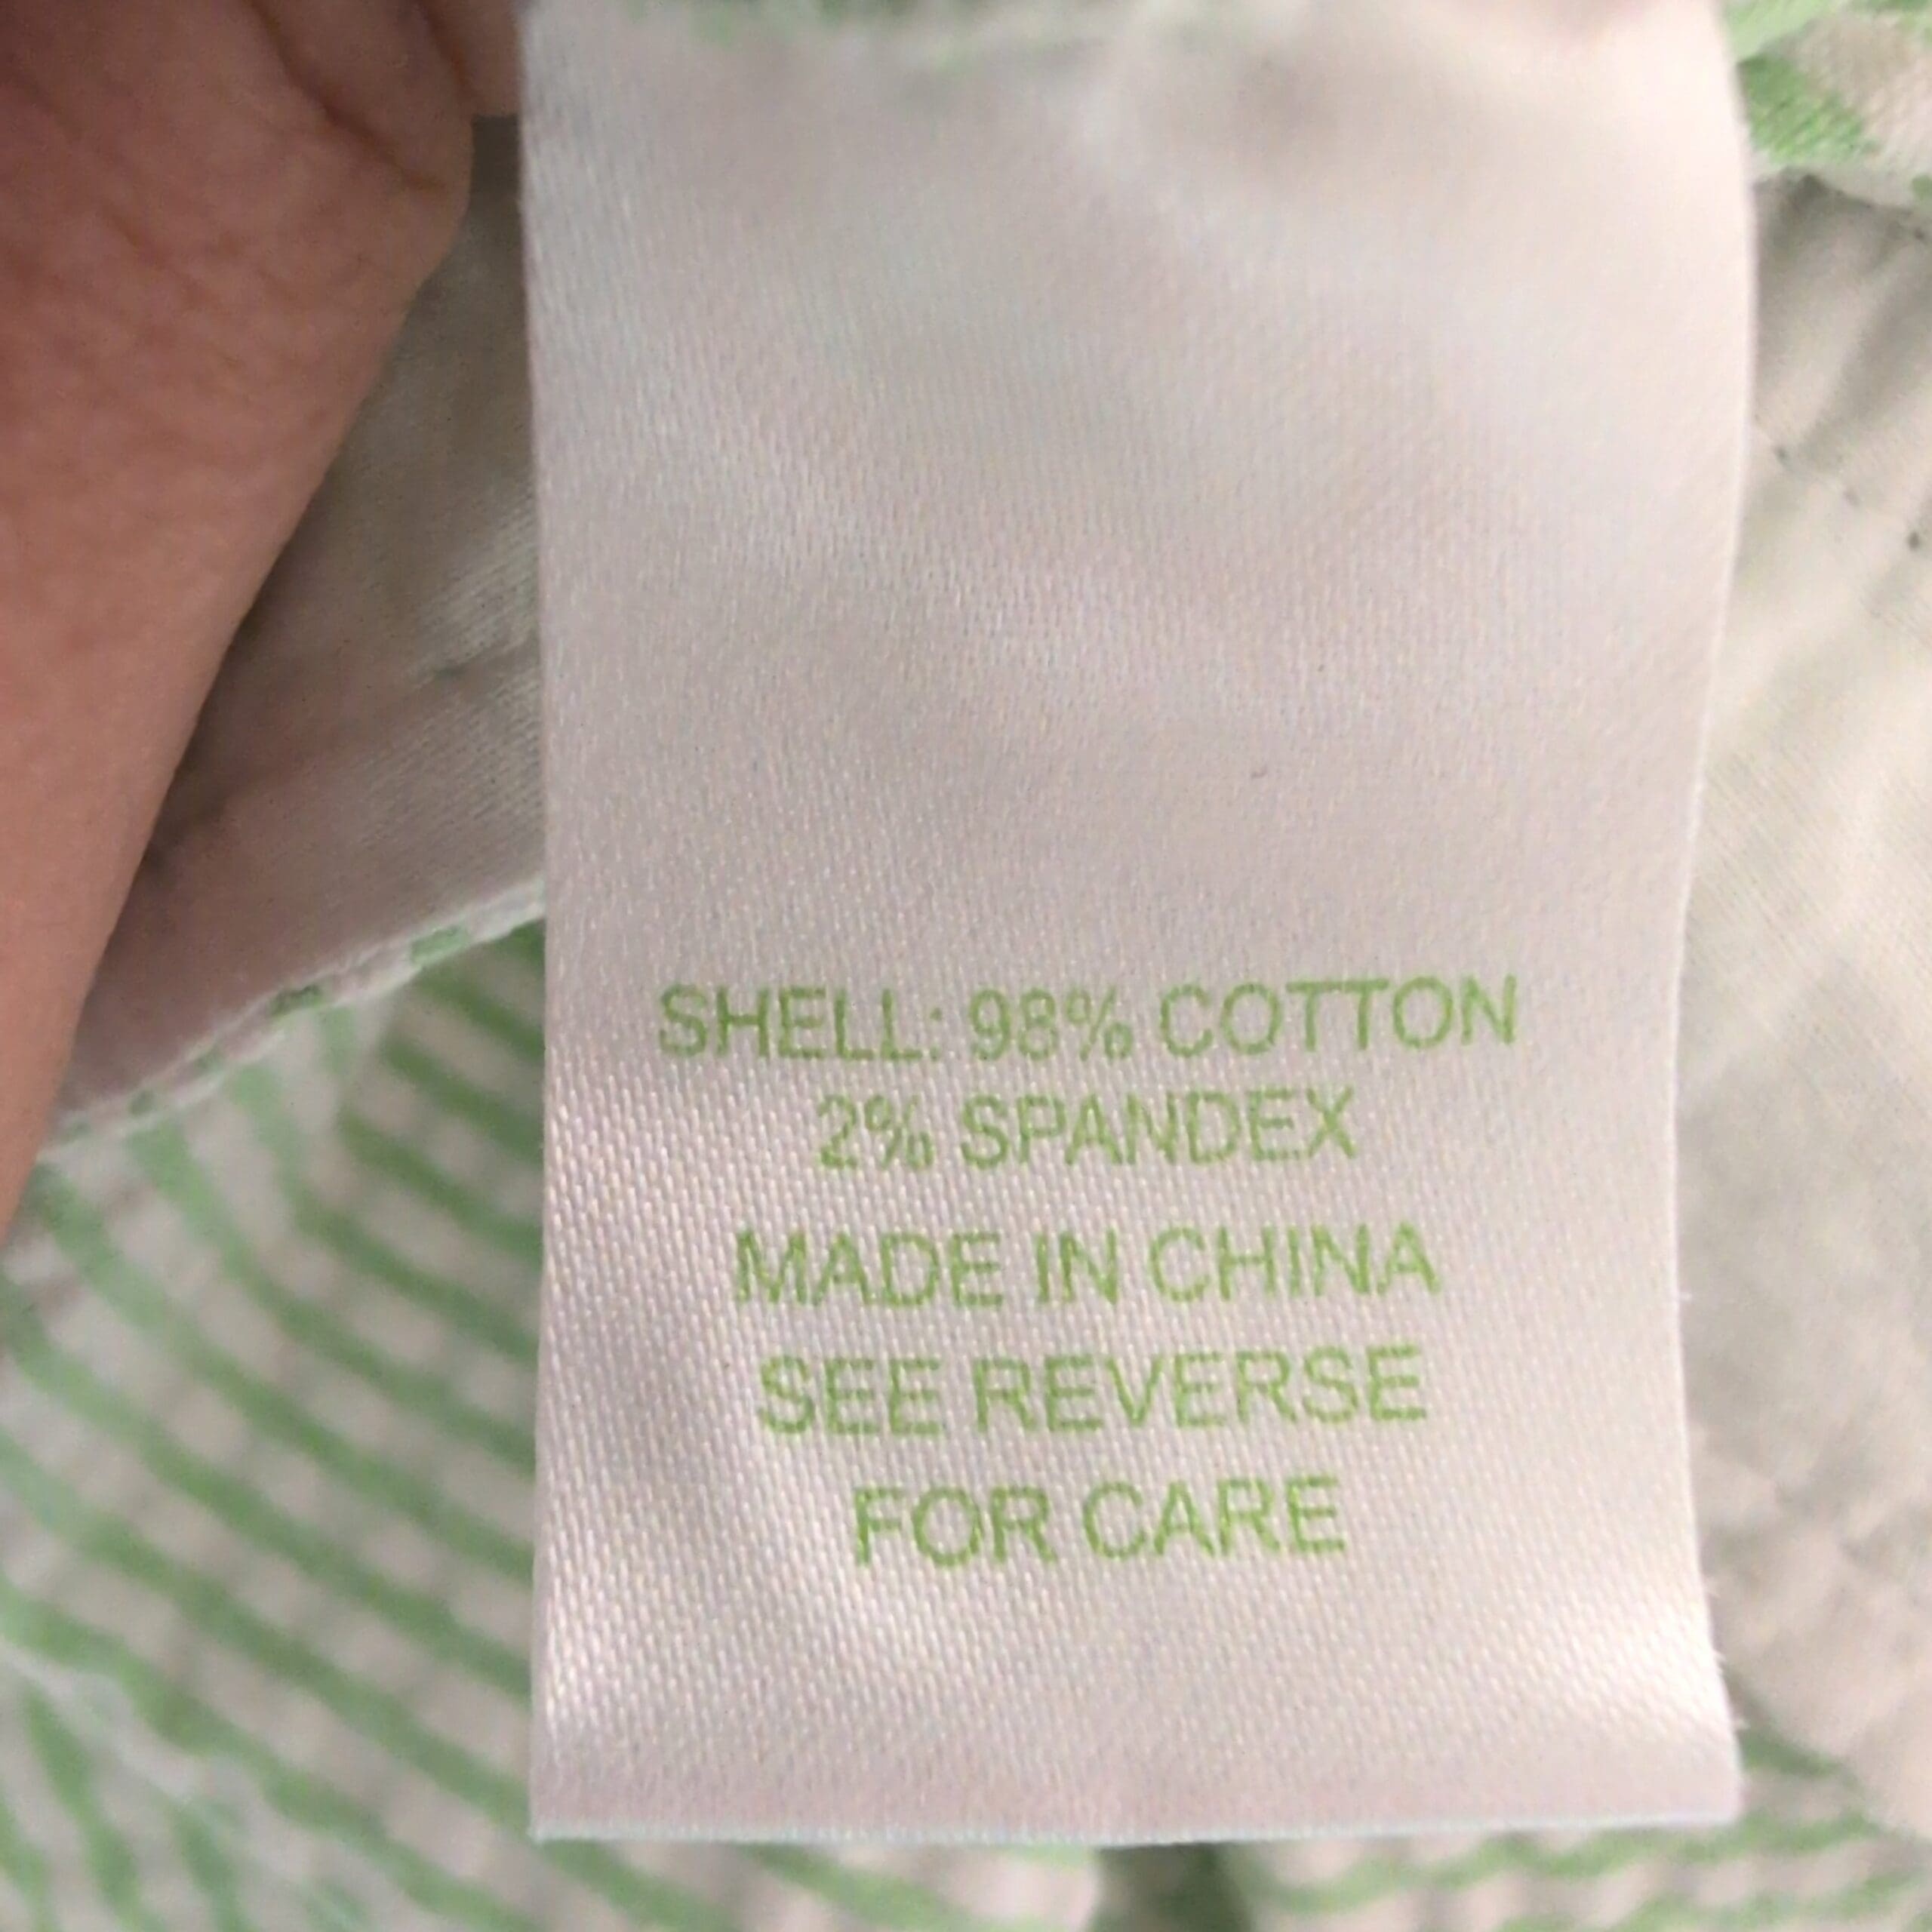 SHELL: 98% COTTON
2% SPANDEX
MADE IN CHINA
SEE REVERSE
FOR CARE